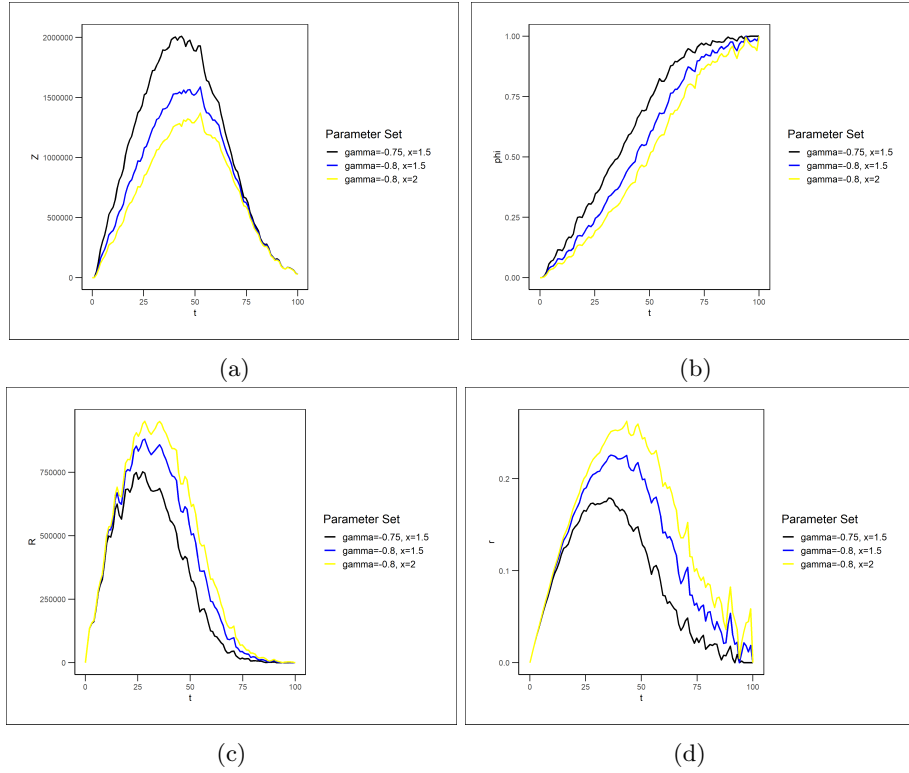 2000000
1500000
1000000
500000
0
Z
0 25 50 75 100
t
Parameter Set
gamma=-0.75, x=1.5
gamma=-0.8, x=1.5
gamma=-0.8, x=2
(a)
1.00
0.75
0.50
0.25
0.00
phi
0 25 50 75 100
t
Parameter Set
gamma=-0.75, x=1.5
gamma=-0.8, x=1.5
gamma=-0.8, x=2
(b)
750000
500000
250000
0
R
0 25 50 75 100
t
Parameter Set
gamma=-0.75, x=1.5
gamma=-0.8, x=1.5
gamma=-0.8, x=2
(c)
0.2
0.1
0.0
r
0 25 50 75 100
t
Parameter Set
gamma=-0.75, x=1.5
gamma=-0.8, x=1.5
gamma=-0.8, x=2
(d)